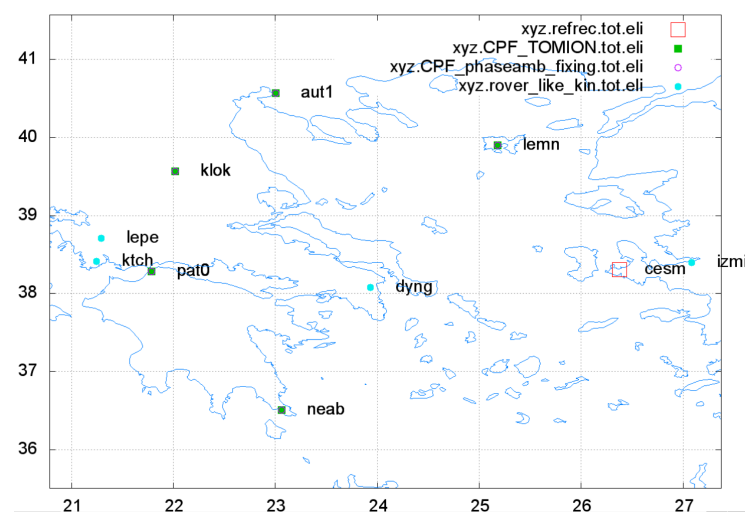 xyz.refrec.tot.eli
xyz.CPF_TOMION.tot.eli
xyz.CPF_phaseamb_fixing.tot.eli
xyz.rover_like_kin.tot.eli
41
aut1
40
lemn
klok
39
lepe
ktch
pat0
cesm
izmi
38
dyng
37
neab
36
21 22 23 24 25 26 27